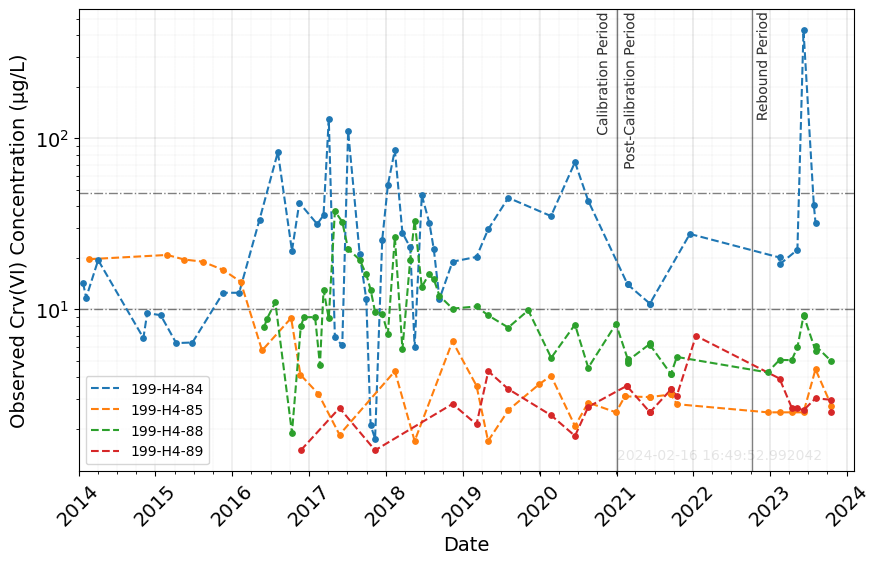 Observed Crv(VI) Concentration (μg/L)
10²
10¹
Calibration Period
Post-Calibration Period
Rebound Period
199-H4-84
199-H4-85
199-H4-88
199-H4-89
2024-02-16 16:49:52.992042
2014 2015 2016 2017 2018 2019 2020 2021 2022 2023 2024
Date